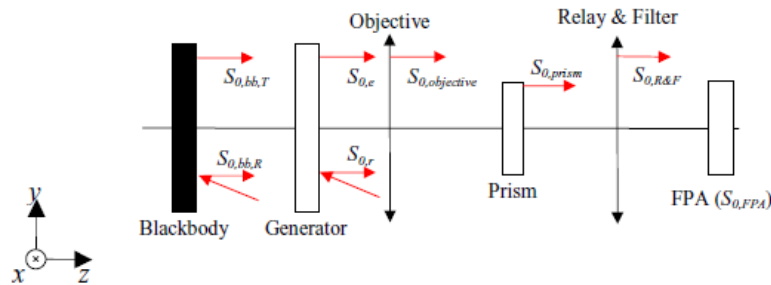 Objective
Relay & Filter
S0,bb,T
S0,e
S0,objective
S0,prism
S0,R&F
S0,bb,R
S0,r
Prism
FPA (S0,FPA)
Blackbody
Generator
y
x
z